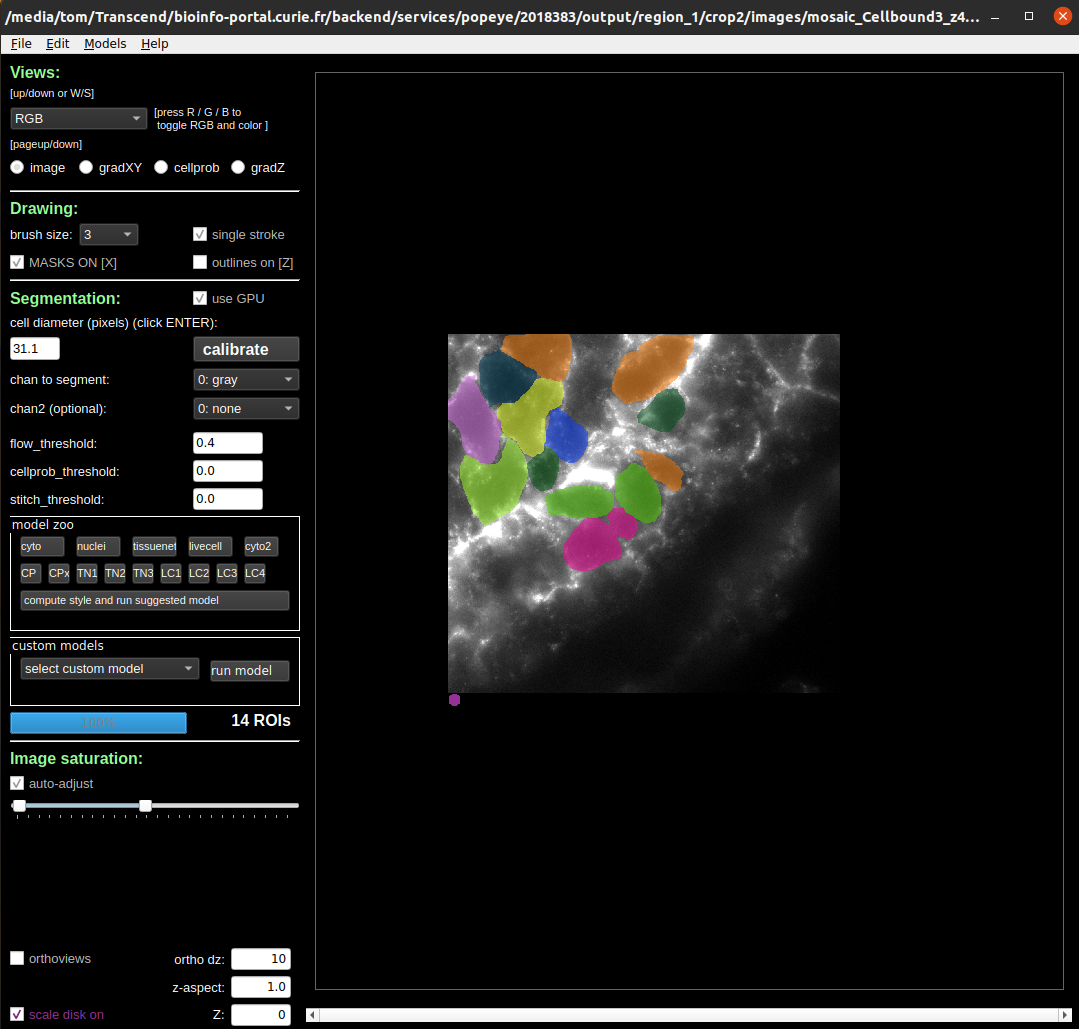 /media/tom/Transcend/bioinfo-portal.curie.fr/backend/services/popeye/2018383/output/region_1/crop2/images/mosaic_Cellbound3_z4...
File Edit Models Help
Views:
[up/down or W/S]
RGB
[press R / G / B to
toggle RGB and color ]
[pageup/down]
image gradXY cellprob gradZ
Drawing:
brush size: 3 single stroke
MASKS ON [X] outlines on [Z]
Segmentation: use GPU
cell diameter (pixels) (click ENTER):
31.1 calibrate
chan to segment: 0: gray
chan2 (optional): 0: none
flow_threshold: 0.4
cellprob_threshold: 0.0
stitch_threshold: 0.0
model zoo
cyto nuclei tissuenet livecell cyto2
CP CPx TN1 TN2 TN3 LC1 LC2 LC3 LC4
compute style and run suggested model
custom models
select custom model run model
100% 14 ROIs
Image saturation:
auto-adjust
orthoviews ortho dz: 10
z-aspect: 1.0
scale disk on Z: 0